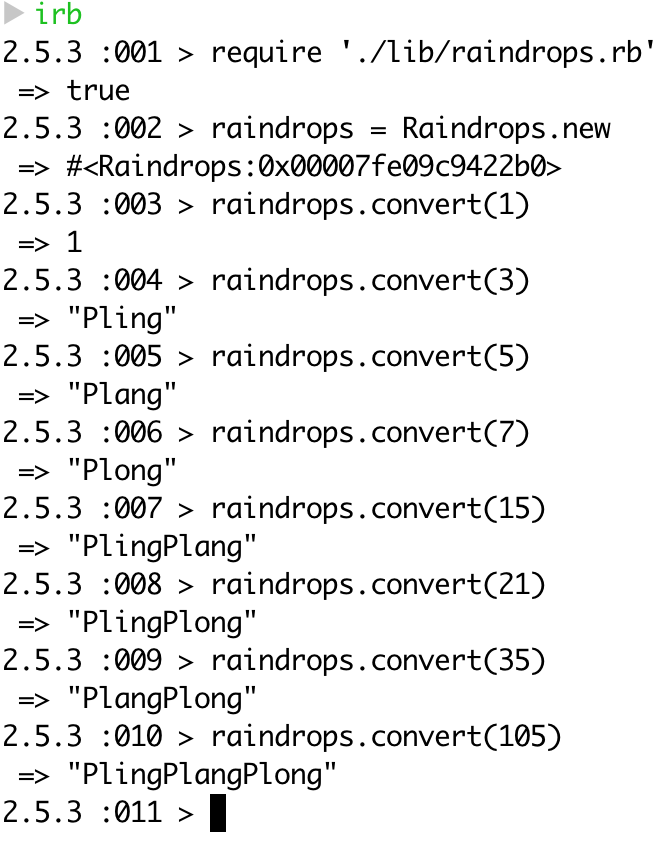 irb
2.5.3 :001 > require './lib/raindrops.rb'
 => true
2.5.3 :002 > raindrops = Raindrops.new
 => #<Raindrops:0x00007fe09c9422b0>
2.5.3 :003 > raindrops.convert(1)
 => 1
2.5.3 :004 > raindrops.convert(3)
 => "Pling"
2.5.3 :005 > raindrops.convert(5)
 => "Plang"
2.5.3 :006 > raindrops.convert(7)
 => "Plong"
2.5.3 :007 > raindrops.convert(15)
 => "PlingPlang"
2.5.3 :008 > raindrops.convert(21)
 => "PlingPlong"
2.5.3 :009 > raindrops.convert(35)
 => "PlangPlong"
2.5.3 :010 > raindrops.convert(105)
 => "PlingPlangPlong"
2.5.3 :011 >